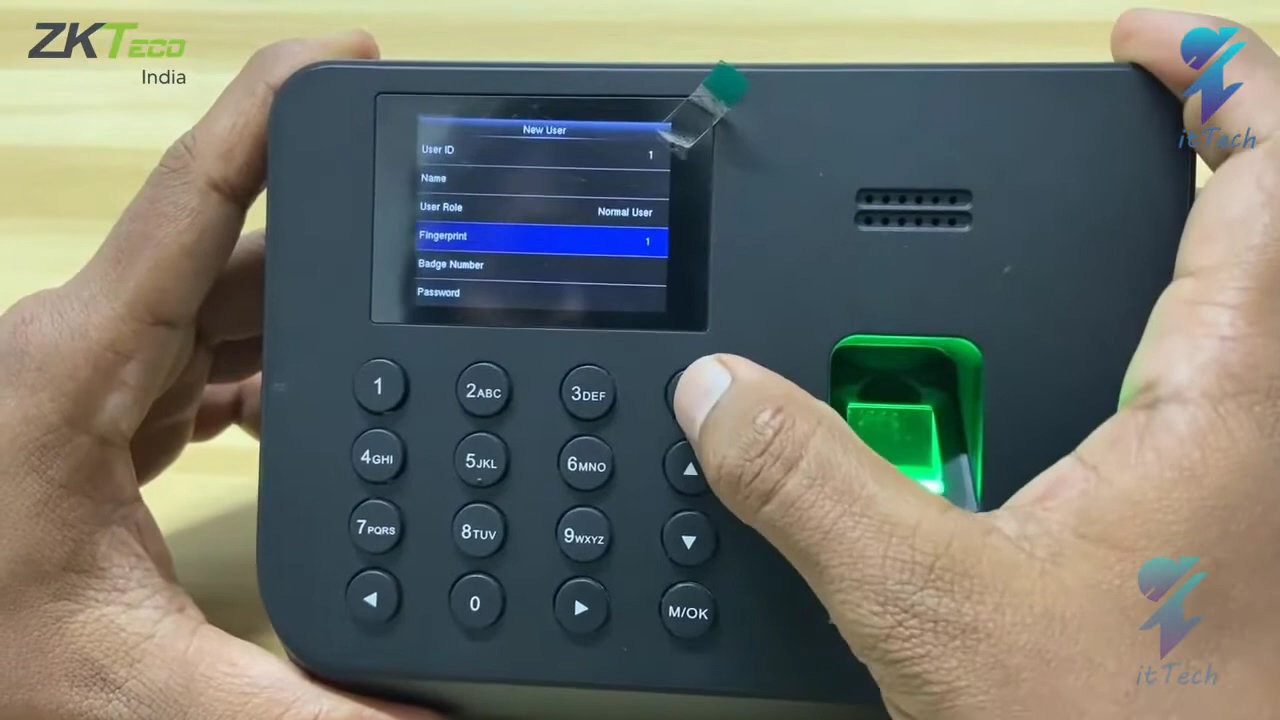 ZKTeco
India
itTech
New User
User ID 1
Name
User Role Normal User
Fingerprint 1
Badge Number
Password
1 2ABC 3DEF
4GHI 5JKL 6MNO ▲
7PQRS 8TUV 9WXYZ ▼
◀ 0 ▶ M/OK
itTech